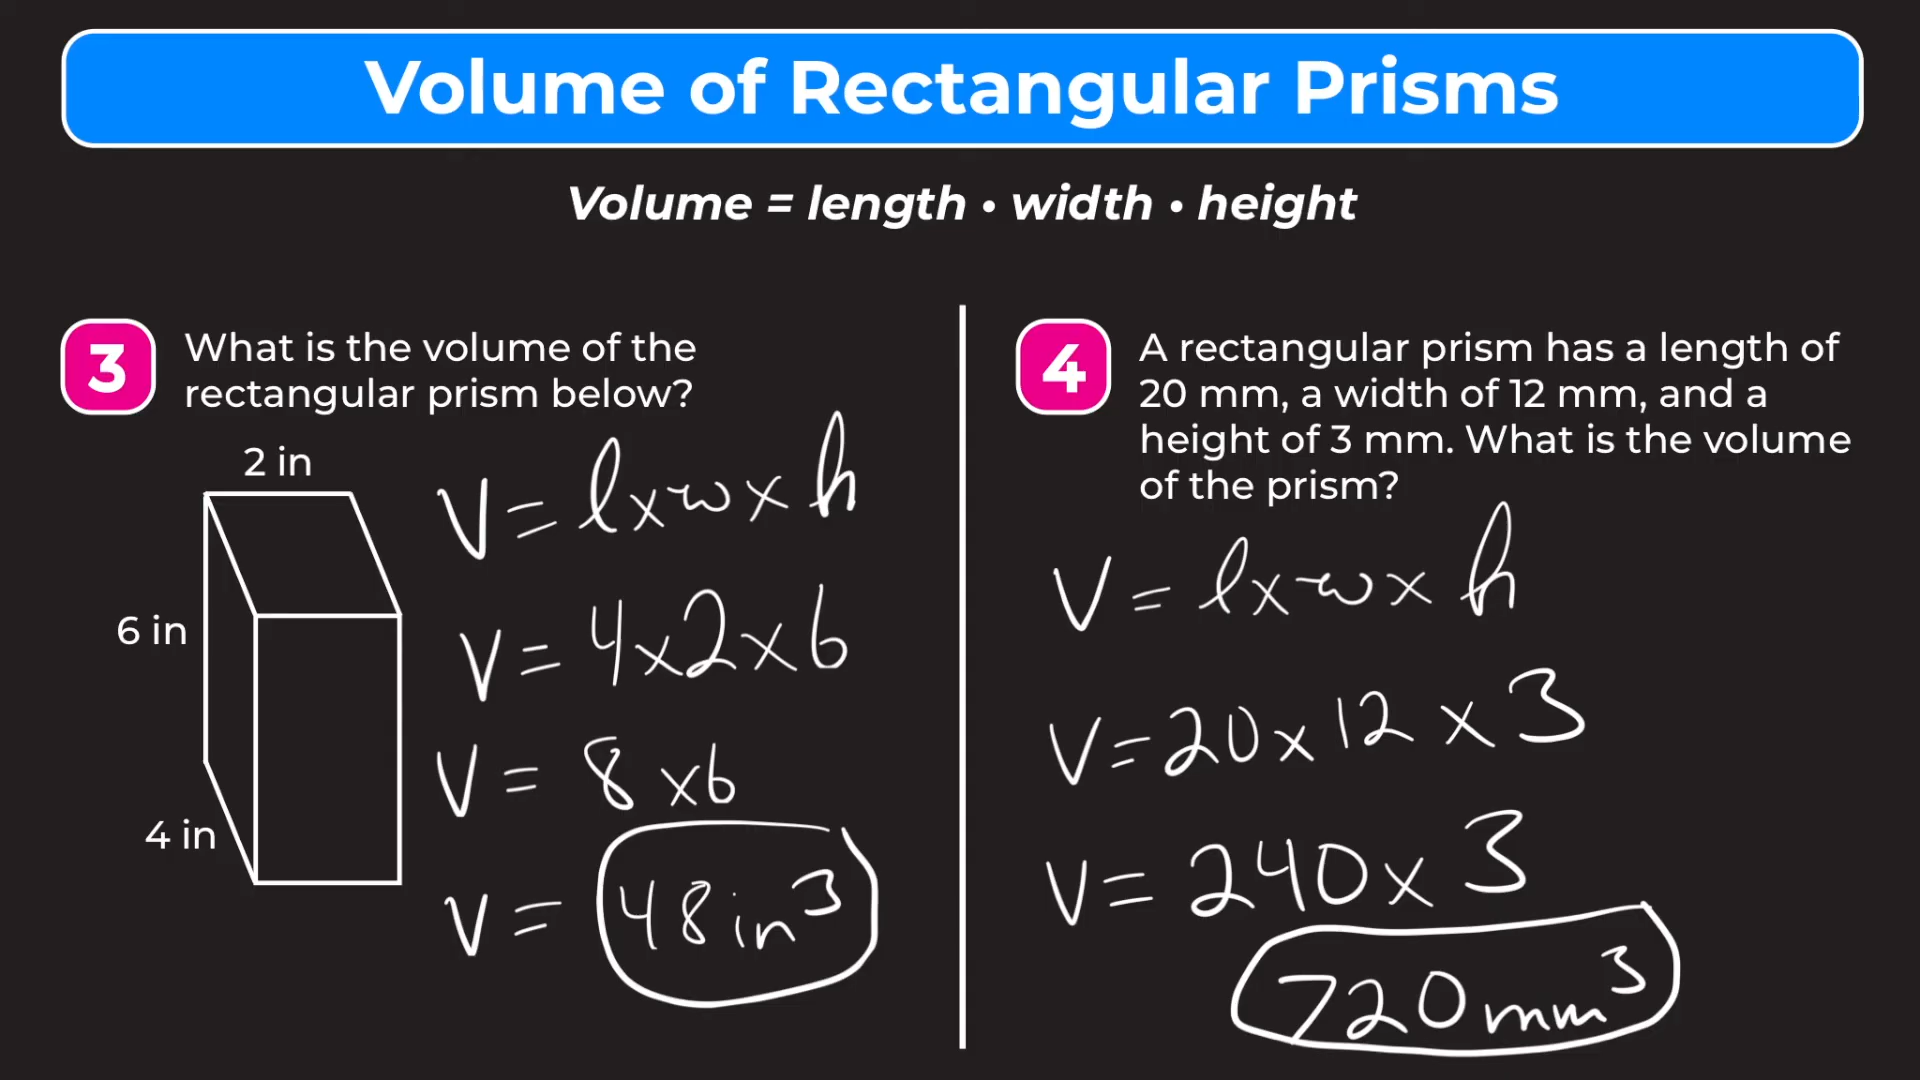 Volume of Rectangular Prisms
Volume = length • width • height
3
What is the volume of the
rectangular prism below?
2 in
6 in
4 in
V = l x w x h
V = 4 x 2 x 6
V = 8 x 6
V = 48 in³
4
A rectangular prism has a length of
20 mm, a width of 12 mm, and a
height of 3 mm. What is the volume
of the prism?
V = l x w x h
V = 20 x 12 x 3
V = 240 x 3
720 mm³